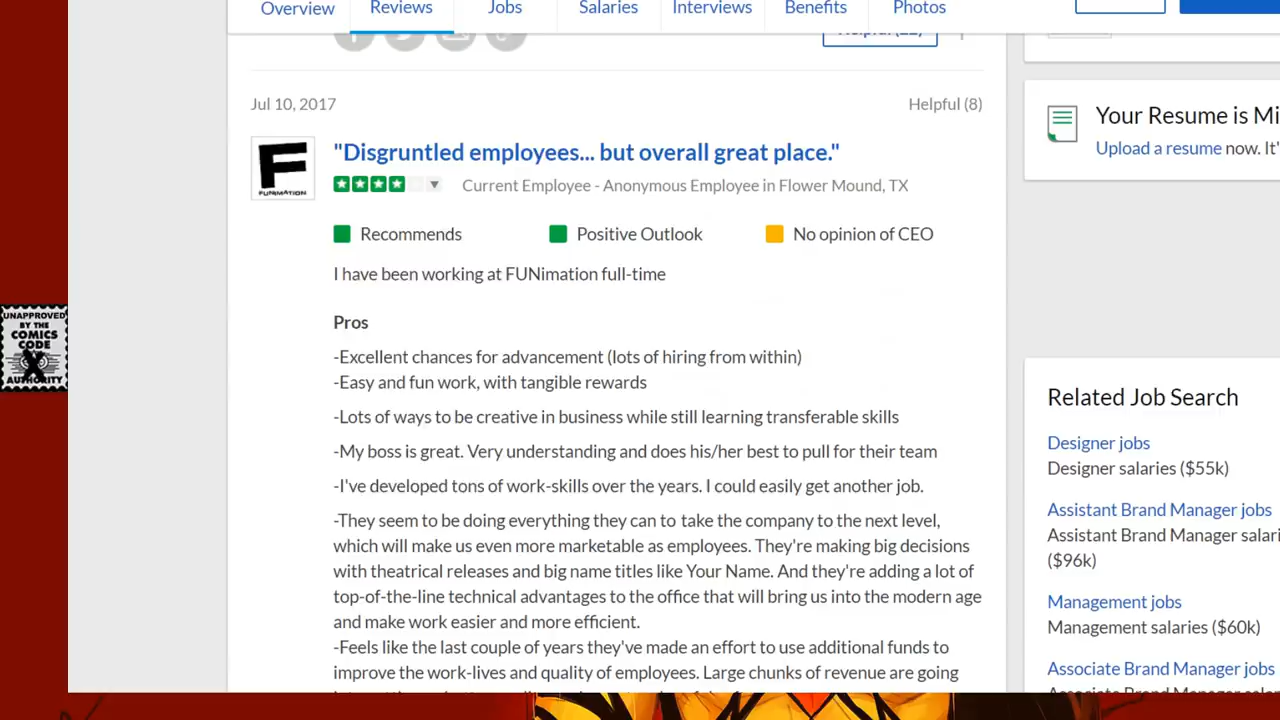 Overview Reviews Jobs Salaries Interviews Benefits Photos
Jul 10, 2017 Helpful (8)
"Disgruntled employees... but overall great place."
FUNIMATION
Current Employee - Anonymous Employee in Flower Mound, TX
Recommends Positive Outlook No opinion of CEO
I have been working at FUNimation full-time
Pros
-Excellent chances for advancement (lots of hiring from within)
-Easy and fun work, with tangible rewards
-Lots of ways to be creative in business while still learning transferable skills
-My boss is great. Very understanding and does his/her best to pull for their team
-I've developed tons of work-skills over the years. I could easily get another job.
-They seem to be doing everything they can to take the company to the next level,
which will make us even more marketable as employees. They're making big decisions
with theatrical releases and big name titles like Your Name. And they're adding a lot of
top-of-the-line technical advantages to the office that will bring us into the modern age
and make work easier and more efficient.
-Feels like the last couple of years they've made an effort to use additional funds to
improve the work-lives and quality of employees. Large chunks of revenue are going
Your Resume is Mi
Upload a resume now. It'
Related Job Search
Designer jobs
Designer salaries ($55k)
Assistant Brand Manager jobs
Assistant Brand Manager salari
($96k)
Management jobs
Management salaries ($60k)
Associate Brand Manager jobs
UNAPPROVED
BY THE
COMICS
CODE
AUTHORITY